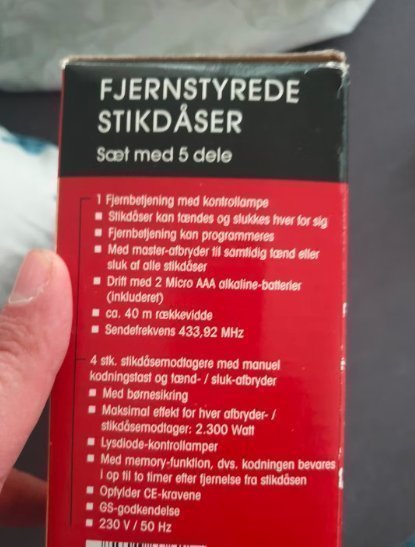 FJERNSTYREDE
STIKDÅSER
Sæt med 5 dele
1 Fjernbetjening med kontrollampe
■ Stikdåser kan tændes og slukkes hver for sig
■ Fjernbetjening kan programmeres
■ Med master-afbryder til samtidig tænd eller
sluk af alle stikdåser
■ Drift med 2 Micro AAA alkaline-batterier
(inkluderet)
■ ca. 40 m rækkevidde
■ Sendefrekvens 433,92 MHz
4 stk. stikdåsemodtagere med manuel
kodningstast og tænd- / sluk-afbryder
■ Med børnesikring
■ Maksimal effekt for hver afbryder- /
stikdåsemodtager: 2.300 Watt
■ Lysdiode-kontrollamper
■ Med memory-funktion, dvs. kodningen bevares
i op til to timer efter fjernelse fra stikdåsen
■ Opfylder CE-kravene
■ GS-godkendelse
■ 230 V / 50 Hz